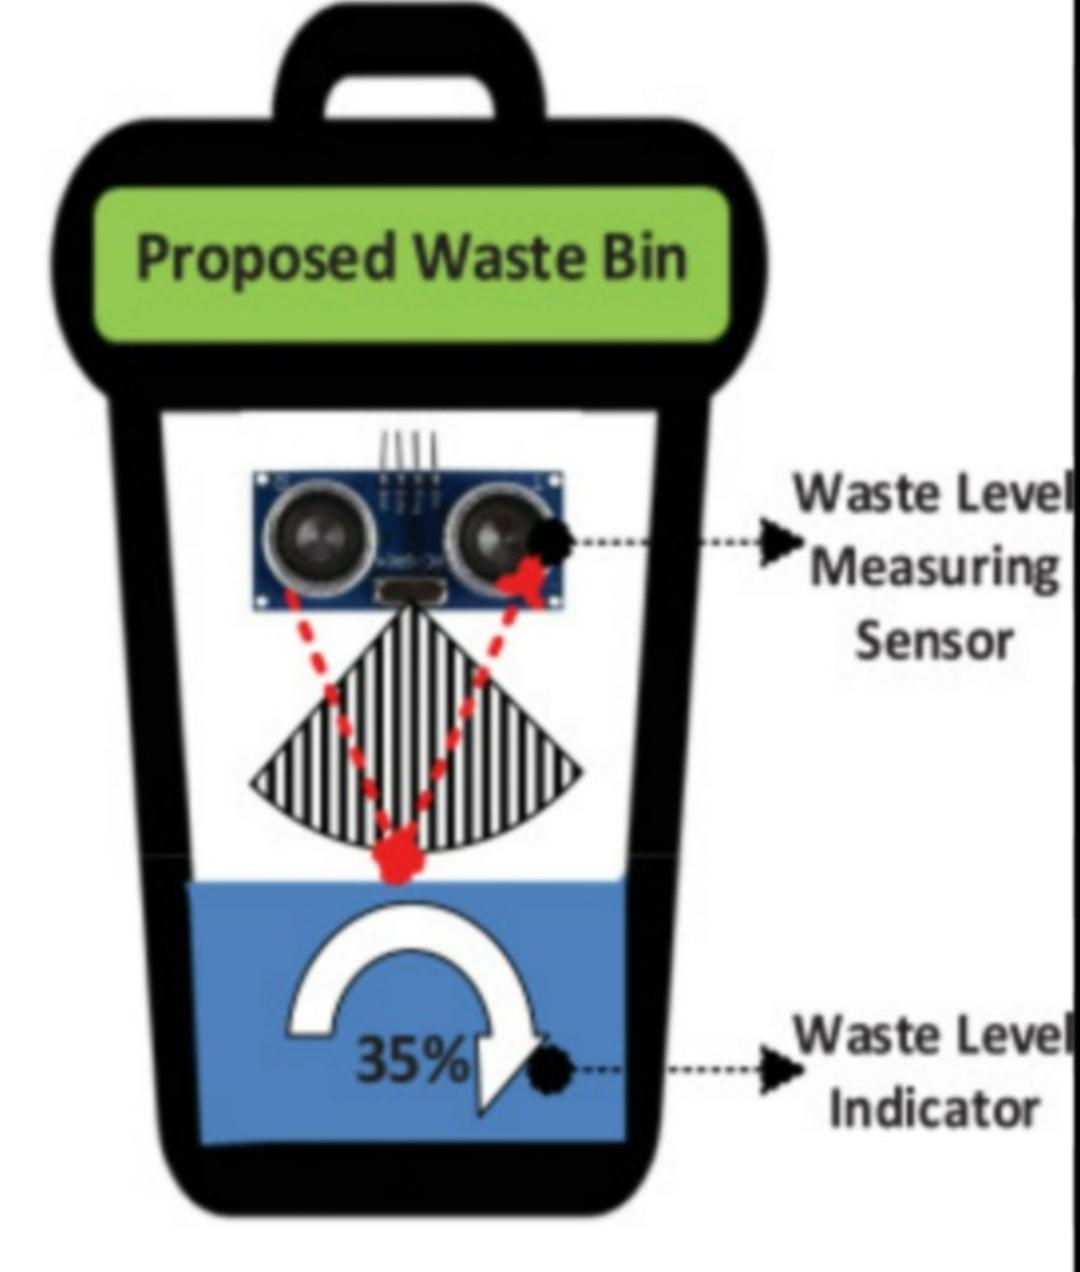 Proposed Waste Bin
Waste Level
Measuring
Sensor
35%
Waste Level
Indicator